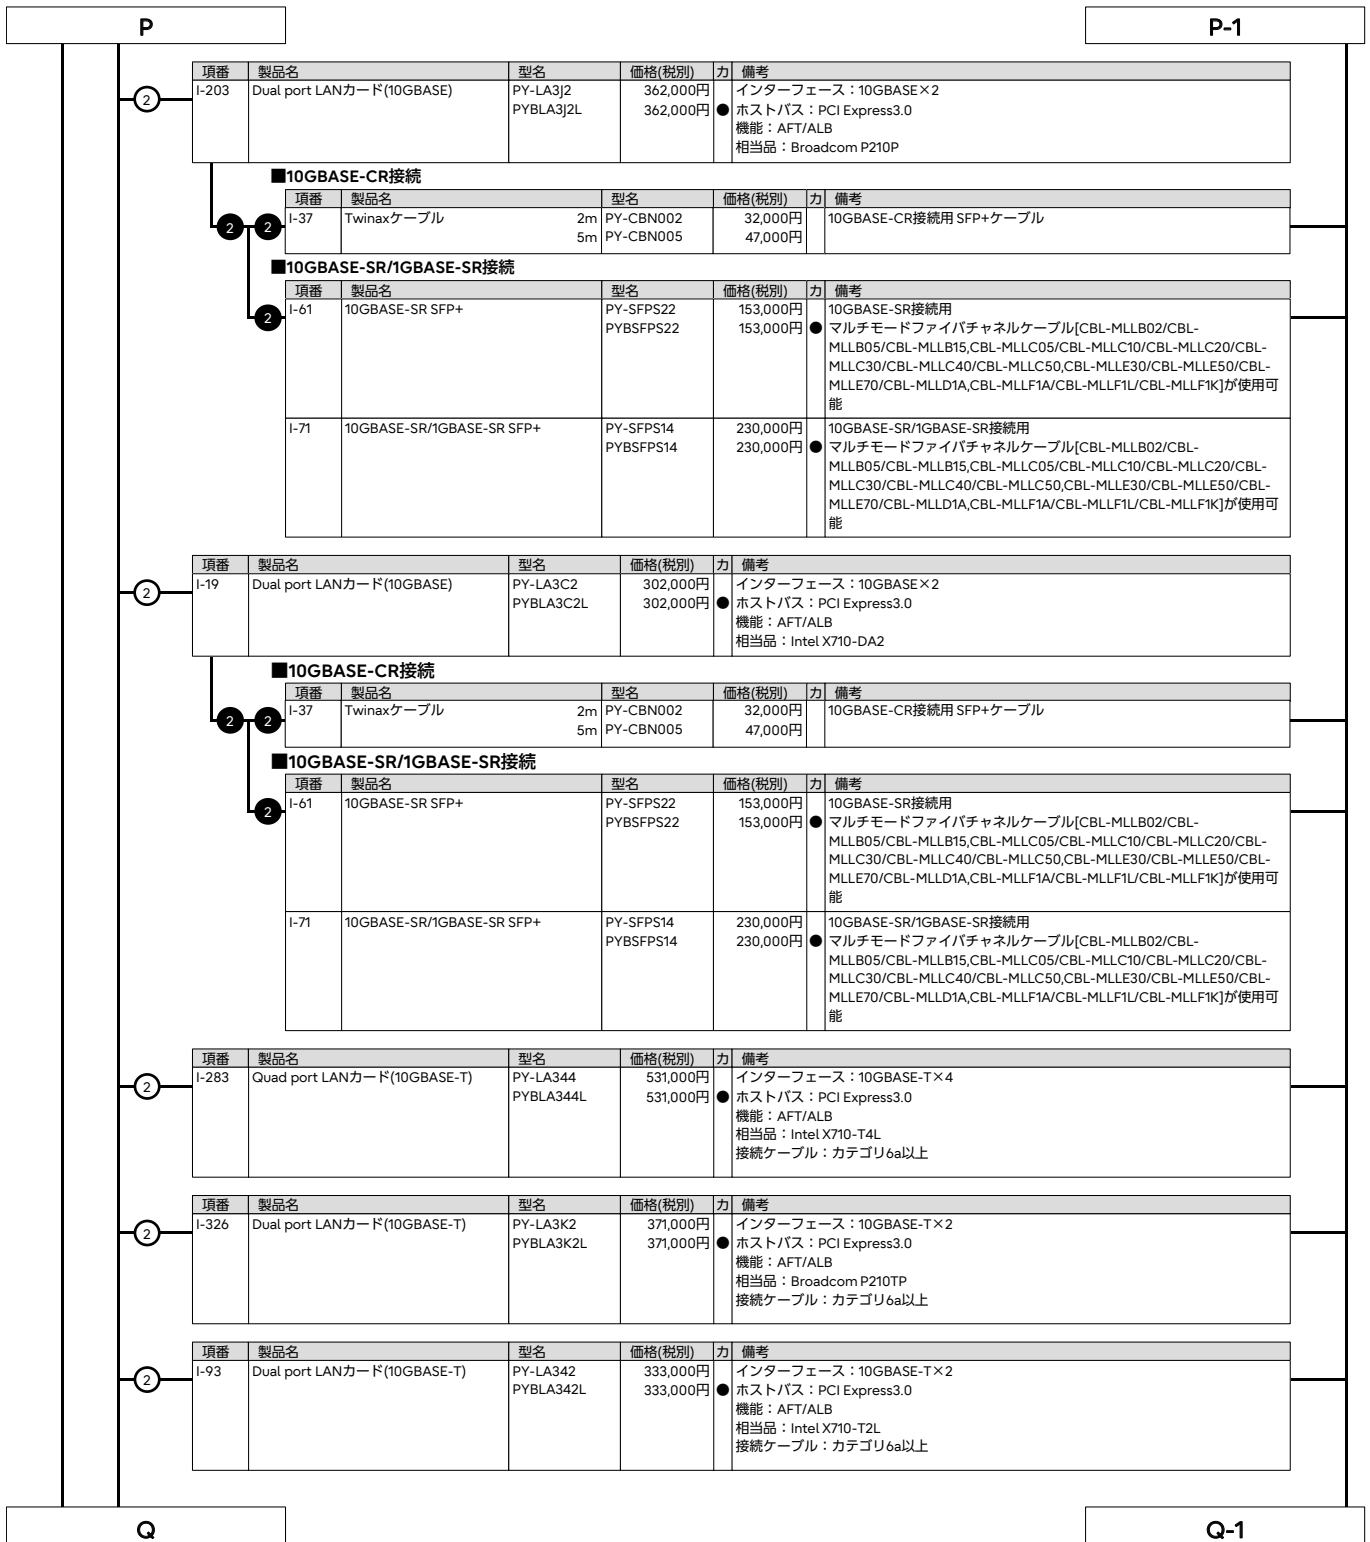 P
P-1
項番 製品名 型名 価格(税別) カ 備考
I-203 Dual port LANカード(10GBASE) PY-LA3J2 362,000円 インターフェース：10GBASE×2
2 PYBLA3J2L 362,000円 ● ホストバス：PCI Express3.0
機能：AFT/ALB
相当品：Broadcom P210P
■10GBASE-CR接続
項番 製品名 型名 価格(税別) カ 備考
2 2 I-37 Twinaxケーブル 2m PY-CBN002 32,000円 10GBASE-CR接続用 SFP+ケーブル
5m PY-CBN005 47,000円
■10GBASE-SR/1GBASE-SR接続
項番 製品名 型名 価格(税別) カ 備考
2 I-61 10GBASE-SR SFP+ PY-SFPS22 153,000円 10GBASE-SR接続用
PYBSFPS22 153,000円 ● マルチモードファイバチャネルケーブル[CBL-MLLB02/CBL-
MLLB05/CBL-MLLB15,CBL-MLLC05/CBL-MLLC10/CBL-MLLC20/CBL-
MLLC30/CBL-MLLC40/CBL-MLLC50,CBL-MLLE30/CBL-MLLE50/CBL-
MLLE70/CBL-MLLD1A,CBL-MLLF1A/CBL-MLLF1L/CBL-MLLF1K]が使用可
能
I-71 10GBASE-SR/1GBASE-SR SFP+ PY-SFPS14 230,000円 10GBASE-SR/1GBASE-SR接続用
PYBSFPS14 230,000円 ● マルチモードファイバチャネルケーブル[CBL-MLLB02/CBL-
MLLB05/CBL-MLLB15,CBL-MLLC05/CBL-MLLC10/CBL-MLLC20/CBL-
MLLC30/CBL-MLLC40/CBL-MLLC50,CBL-MLLE30/CBL-MLLE50/CBL-
MLLE70/CBL-MLLD1A,CBL-MLLF1A/CBL-MLLF1L/CBL-MLLF1K]が使用可
能
項番 製品名 型名 価格(税別) カ 備考
2 I-19 Dual port LANカード(10GBASE) PY-LA3C2 302,000円 インターフェース：10GBASE×2
PYBLA3C2L 302,000円 ● ホストバス：PCI Express3.0
機能：AFT/ALB
相当品：Intel X710-DA2
■10GBASE-CR接続
項番 製品名 型名 価格(税別) カ 備考
2 2 I-37 Twinaxケーブル 2m PY-CBN002 32,000円 10GBASE-CR接続用 SFP+ケーブル
5m PY-CBN005 47,000円
■10GBASE-SR/1GBASE-SR接続
項番 製品名 型名 価格(税別) カ 備考
2 I-61 10GBASE-SR SFP+ PY-SFPS22 153,000円 10GBASE-SR接続用
PYBSFPS22 153,000円 ● マルチモードファイバチャネルケーブル[CBL-MLLB02/CBL-
MLLB05/CBL-MLLB15,CBL-MLLC05/CBL-MLLC10/CBL-MLLC20/CBL-
MLLC30/CBL-MLLC40/CBL-MLLC50,CBL-MLLE30/CBL-MLLE50/CBL-
MLLE70/CBL-MLLD1A,CBL-MLLF1A/CBL-MLLF1L/CBL-MLLF1K]が使用可
能
I-71 10GBASE-SR/1GBASE-SR SFP+ PY-SFPS14 230,000円 10GBASE-SR/1GBASE-SR接続用
PYBSFPS14 230,000円 ● マルチモードファイバチャネルケーブル[CBL-MLLB02/CBL-
MLLB05/CBL-MLLB15,CBL-MLLC05/CBL-MLLC10/CBL-MLLC20/CBL-
MLLC30/CBL-MLLC40/CBL-MLLC50,CBL-MLLE30/CBL-MLLE50/CBL-
MLLE70/CBL-MLLD1A,CBL-MLLF1A/CBL-MLLF1L/CBL-MLLF1K]が使用可
能
項番 製品名 型名 価格(税別) カ 備考
2 I-283 Quad port LANカード(10GBASE-T) PY-LA344 531,000円 インターフェース：10GBASE-T×4
PYBLA344L 531,000円 ● ホストバス：PCI Express3.0
機能：AFT/ALB
相当品：Intel X710-T4L
接続ケーブル：カテゴリ6a以上
項番 製品名 型名 価格(税別) カ 備考
2 I-326 Dual port LANカード(10GBASE-T) PY-LA3K2 371,000円 インターフェース：10GBASE-T×2
PYBLA3K2L 371,000円 ● ホストバス：PCI Express3.0
機能：AFT/ALB
相当品：Broadcom P210TP
接続ケーブル：カテゴリ6a以上
項番 製品名 型名 価格(税別) カ 備考
2 I-93 Dual port LANカード(10GBASE-T) PY-LA342 333,000円 インターフェース：10GBASE-T×2
PYBLA342L 333,000円 ● ホストバス：PCI Express3.0
機能：AFT/ALB
相当品：Intel X710-T2L
接続ケーブル：カテゴリ6a以上
Q
Q-1